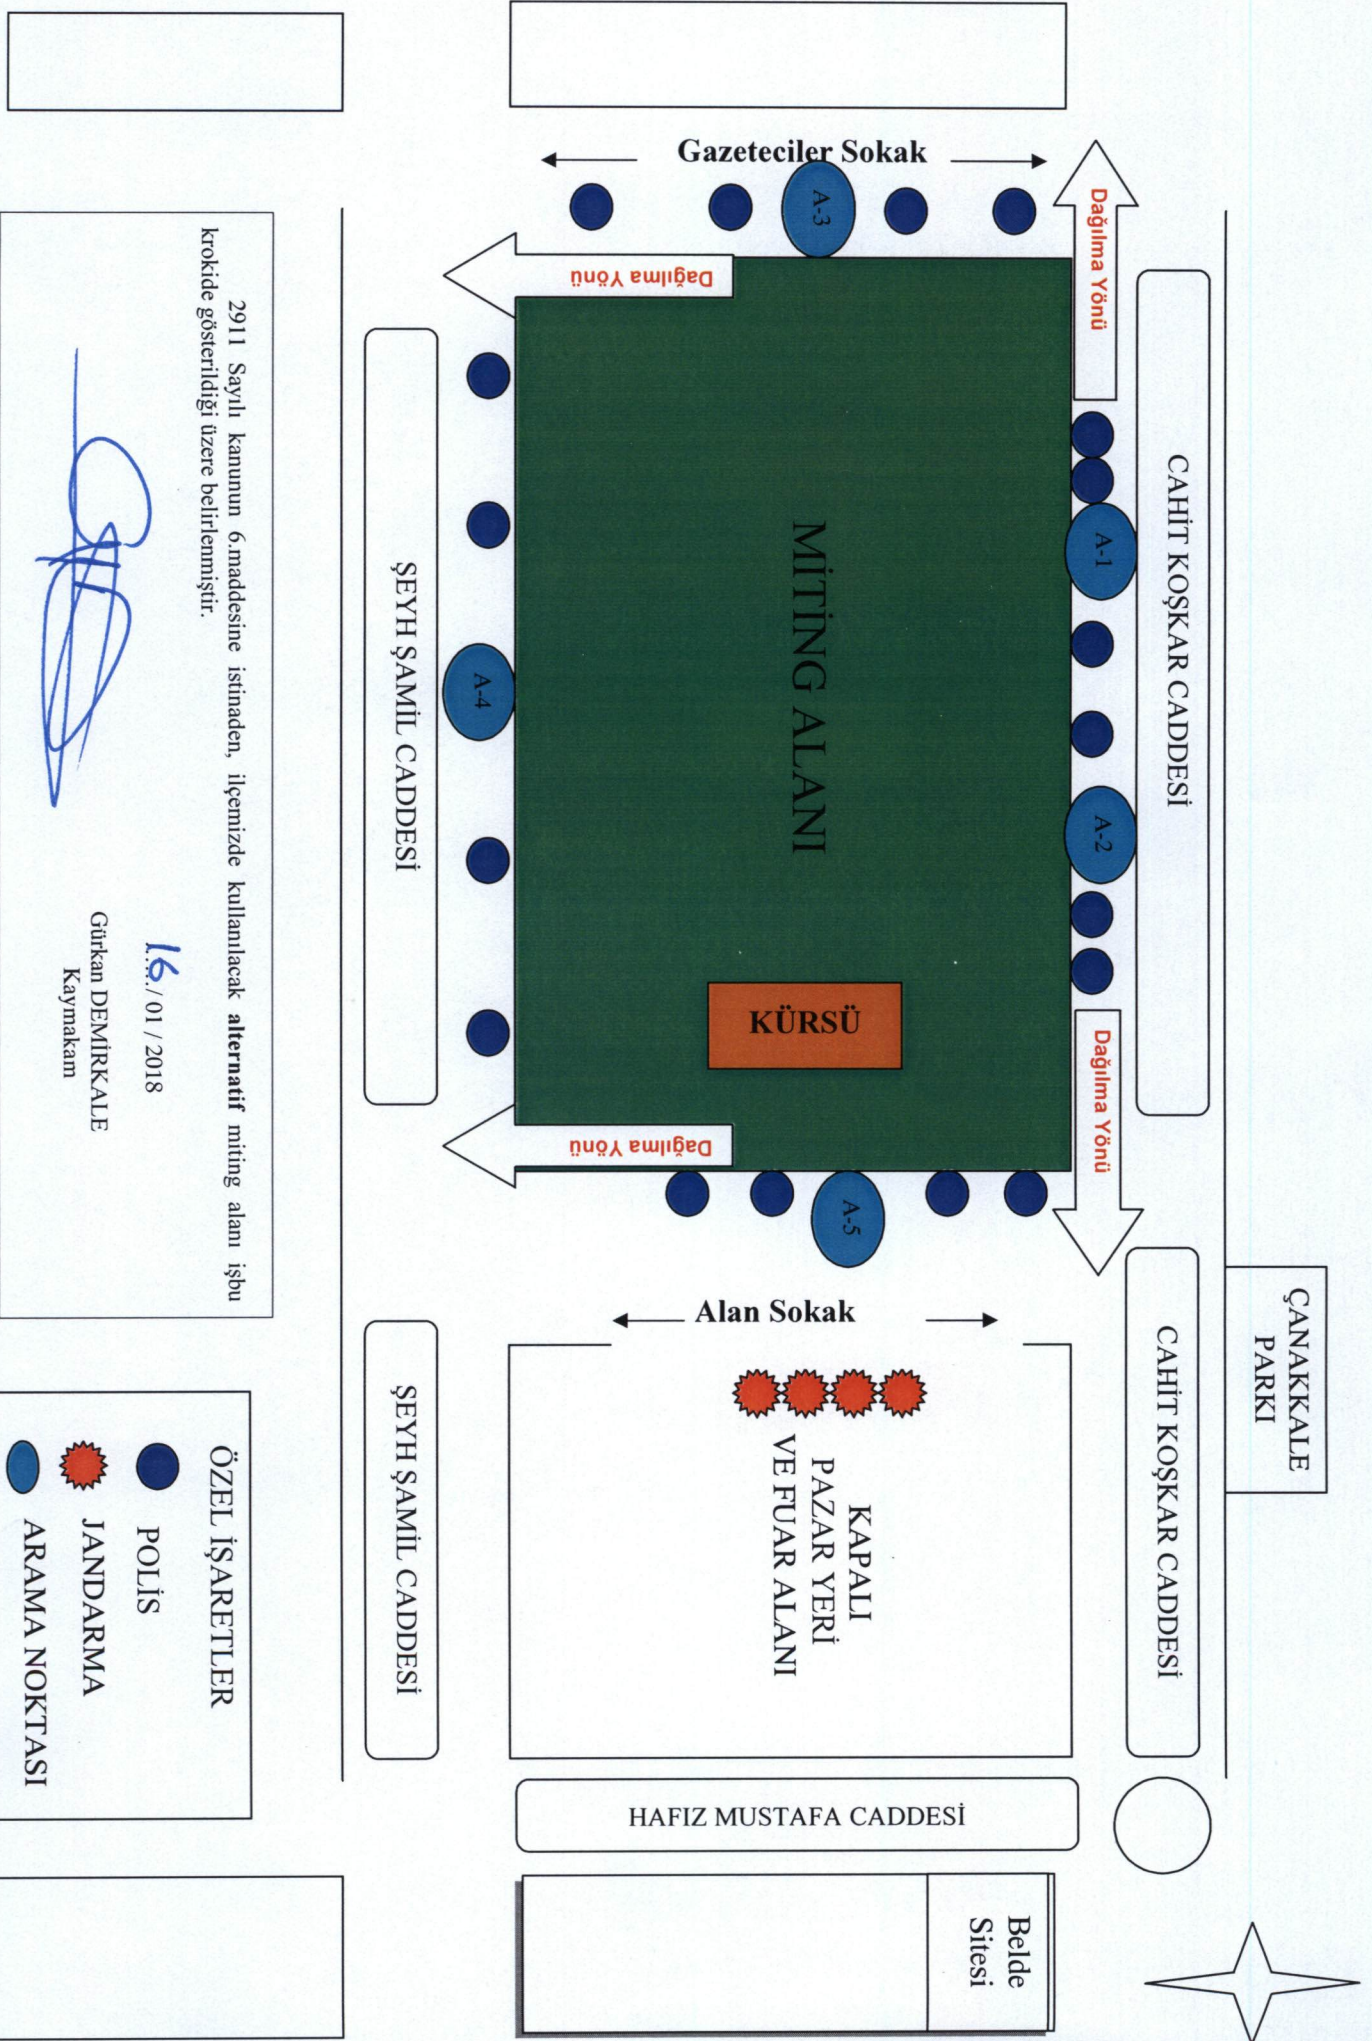 ÇANAKKALE
PARKI
CAHİT KOŞKAR CADDESİ
CAHİT KOŞKAR CADDESİ
Dağılma Yönü
A-1
A-2
Dağılma Yönü
Gazeteciler Sokak
A-3
MİTİNG ALANI
KÜRSÜ
A-5
Alan Sokak
KAPALI
PAZAR YERİ
VE FUAR ALANI
HAFIZ MUSTAFA CADDESİ
Belde
Sitesi
Dağılma Yönü
Dağılma Yönü
A-4
ŞEYH ŞAMİL CADDESİ
ŞEYH ŞAMİL CADDESİ
2911 Sayılı kanunun 6.maddesine istinaden, ilçemizde kullanılacak alternatif miting alanı işbu
krokide gösterildiği üzere belirlenmiştir.
16/ 01 / 2018
Gürkan DEMİRKALE
Kaymakam
ÖZEL İŞARETLER
POLİS
JANDARMA
ARAMA NOKTASI